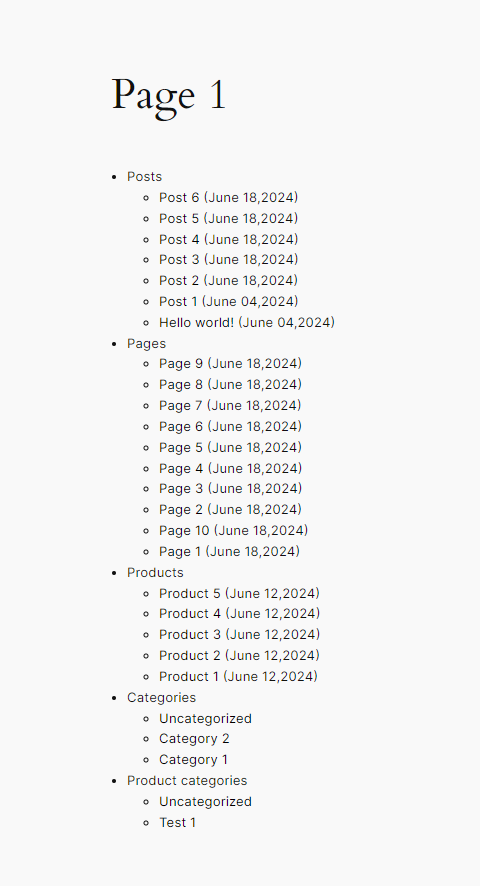 Page 1
Posts
Post 6 (June 18,2024)
Post 5 (June 18,2024)
Post 4 (June 18,2024)
Post 3 (June 18,2024)
Post 2 (June 18,2024)
Post 1 (June 04,2024)
Hello world! (June 04,2024)
Pages
Page 9 (June 18,2024)
Page 8 (June 18,2024)
Page 7 (June 18,2024)
Page 6 (June 18,2024)
Page 5 (June 18,2024)
Page 4 (June 18,2024)
Page 3 (June 18,2024)
Page 2 (June 18,2024)
Page 10 (June 18,2024)
Page 1 (June 18,2024)
Products
Product 5 (June 12,2024)
Product 4 (June 12,2024)
Product 3 (June 12,2024)
Product 2 (June 12,2024)
Product 1 (June 12,2024)
Categories
Uncategorized
Category 2
Category 1
Product categories
Uncategorized
Test 1